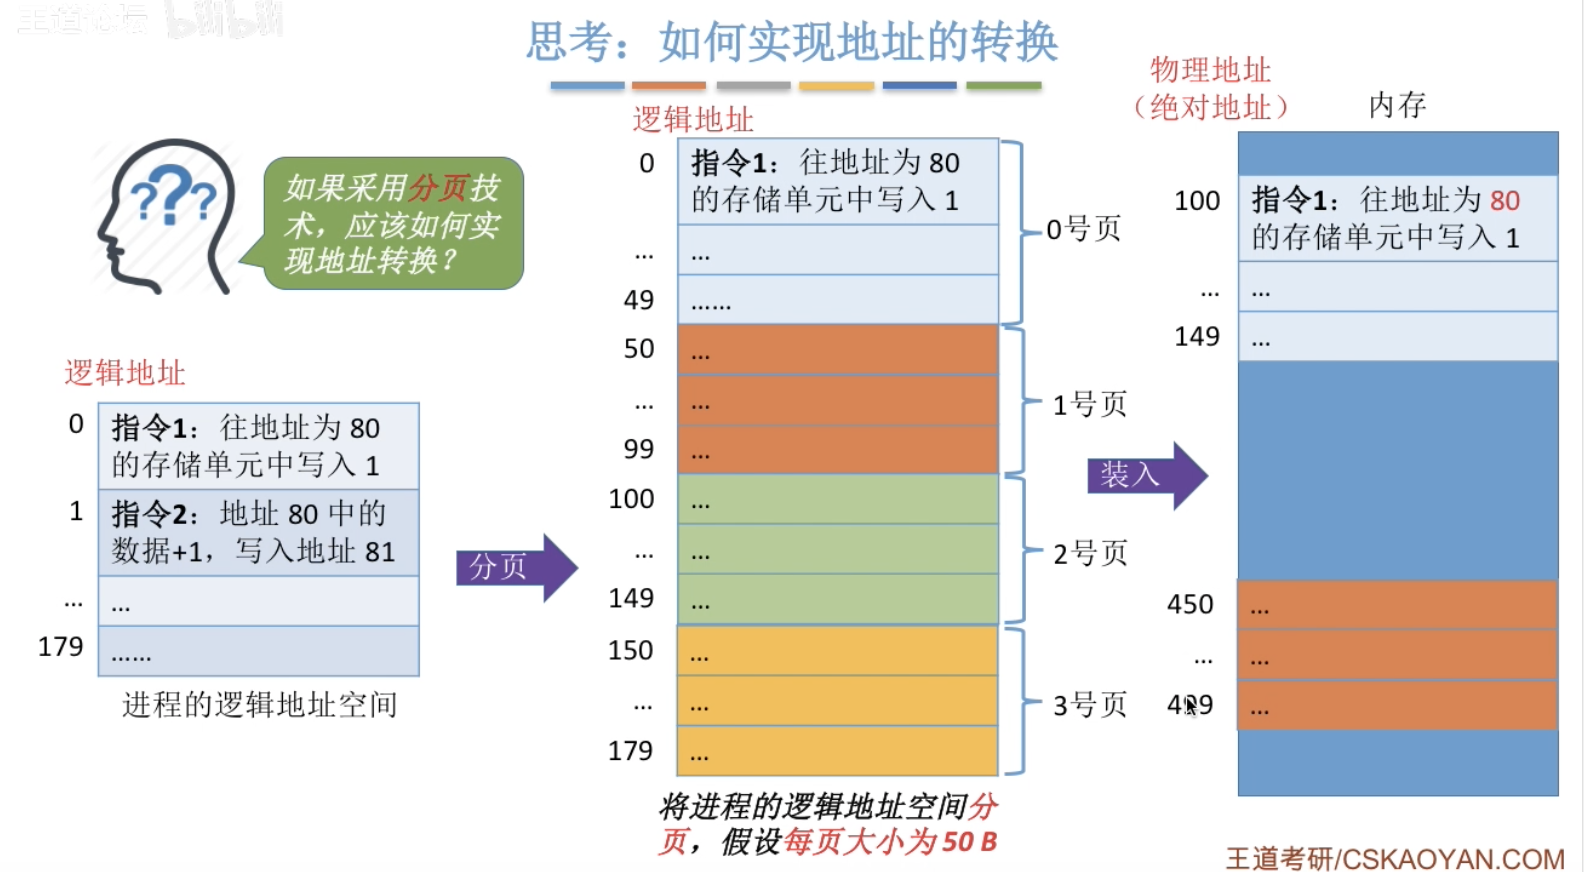 王道论坛 bilibili
思考：如何实现地址的转换
如果采用分页技
术，应该如何实
现地址转换？
???
逻辑地址
0
指令1：往地址为 80
的存储单元中写入 1
1
指令2：地址 80 中的
数据+1，写入地址 81
... ...
179 ......
进程的逻辑地址空间
分页
逻辑地址
0
指令1：往地址为 80
的存储单元中写入 1
... ...
49 ......
0号页
50 ...
... ...
99 ...
1号页
100 ...
... ...
149 ...
2号页
150 ...
... ...
179 ...
3号页
将进程的逻辑地址空间分
页，假设每页大小为 50 B
装入
物理地址
（绝对地址）
内存
100
指令1：往地址为 80
的存储单元中写入 1
... ...
149 ...
450 ...
... ...
499 ...
王道考研/CSKAOYAN.COM